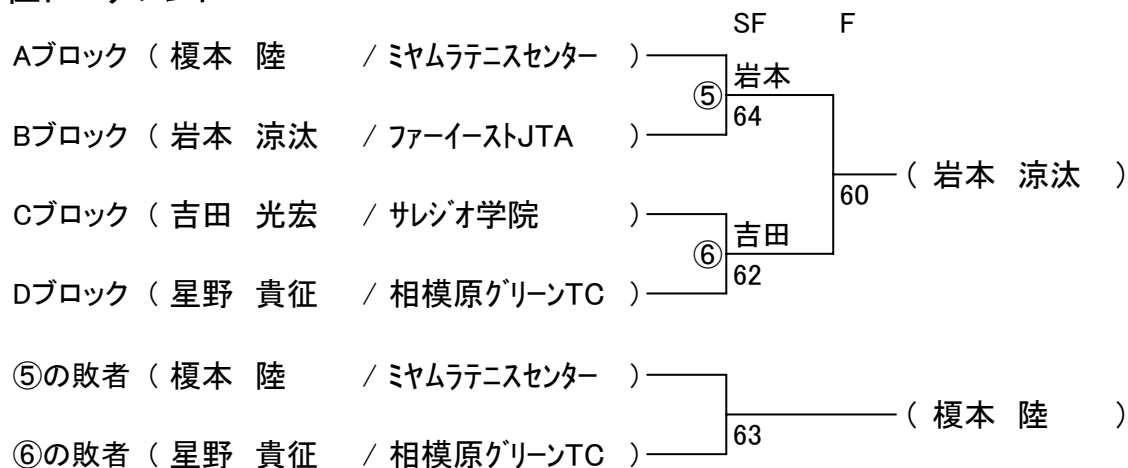 SF F
Aブロック ( 榎本 陸 / ミヤムラテニスセンター )
岩本
⑤
64
Bブロック ( 岩本 涼汰 / ファーイーストJTA )
( 岩本 涼汰 )
60
Cブロック ( 吉田 光宏 / サレジオ学院 )
吉田
⑥
62
Dブロック ( 星野 貴征 / 相模原グリーンTC )
⑤の敗者 ( 榎本 陸 / ミヤムラテニスセンター )
( 榎本 陸 )
63
⑥の敗者 ( 星野 貴征 / 相模原グリーンTC )